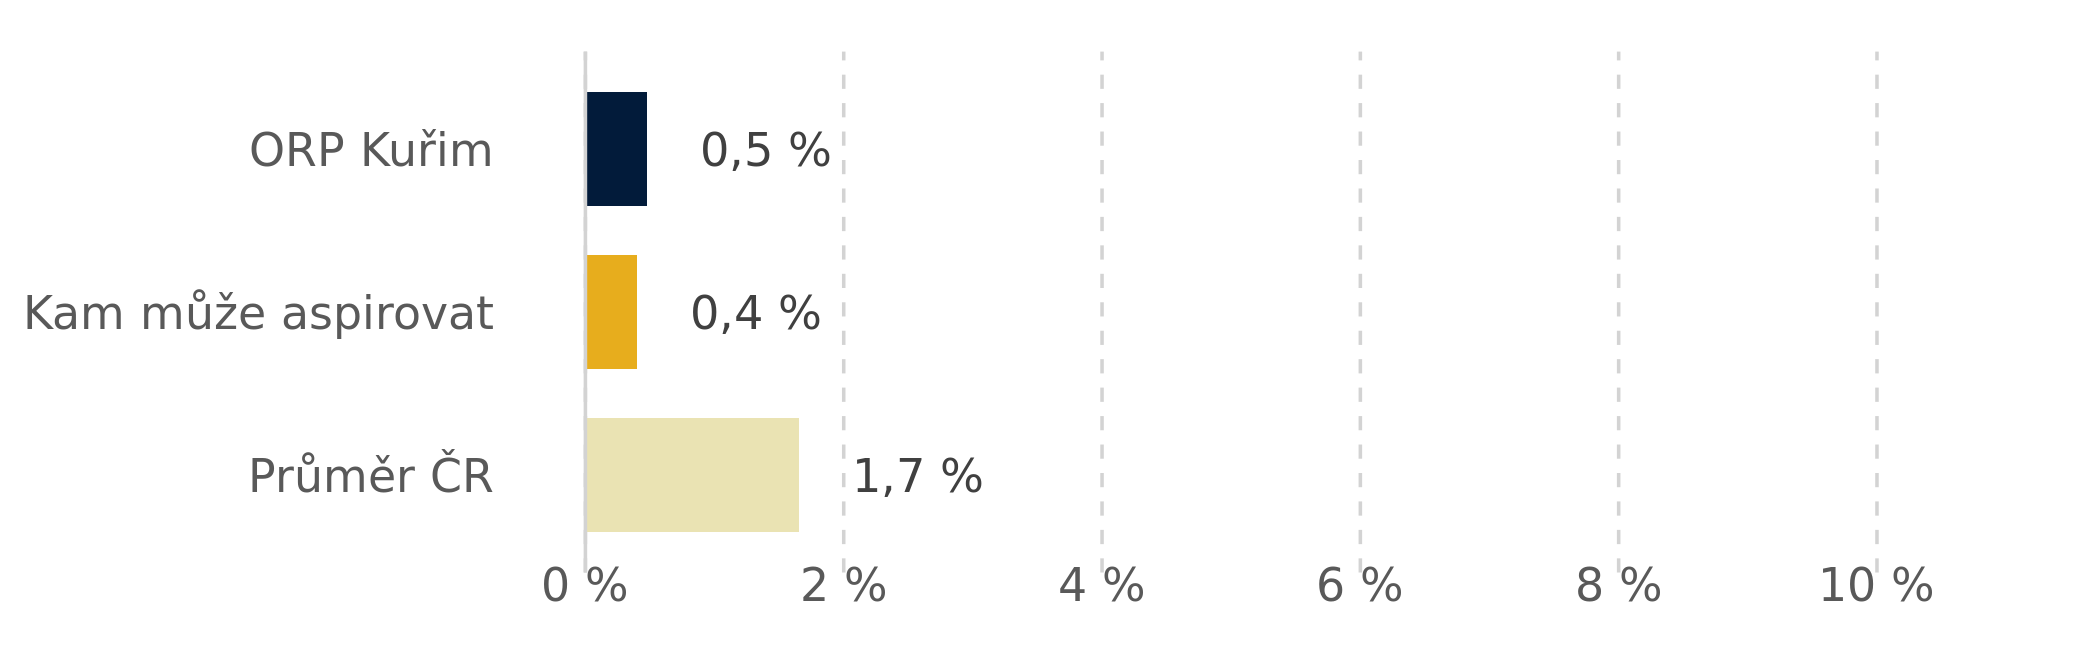 ORP Kuřim 0,5 %
Kam může aspirovat 0,4 %
Průměr ČR 1,7 %
0 % 2 % 4 % 6 % 8 % 10 %